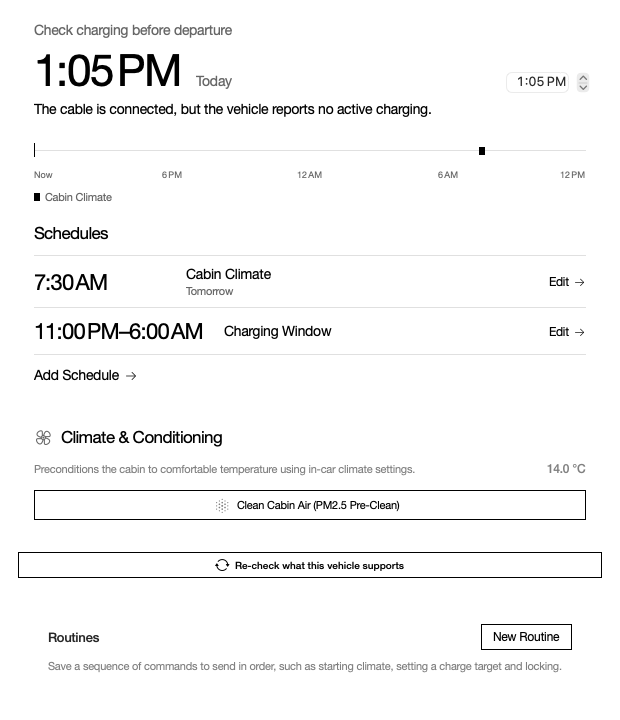 Check charging before departure
1:05 PM Today
1:05 PM
The cable is connected, but the vehicle reports no active charging.
Now 6 PM 12 AM 6 AM 12 PM
Cabin Climate
Schedules
7:30 AM Cabin Climate Edit →
Tomorrow
11:00 PM–6:00 AM Charging Window Edit →
Add Schedule →
Climate & Conditioning
Preconditions the cabin to comfortable temperature using in-car climate settings. 14.0 °C
Clean Cabin Air (PM2.5 Pre-Clean)
Re-check what this vehicle supports
Routines New Routine
Save a sequence of commands to send in order, such as starting climate, setting a charge target and locking.